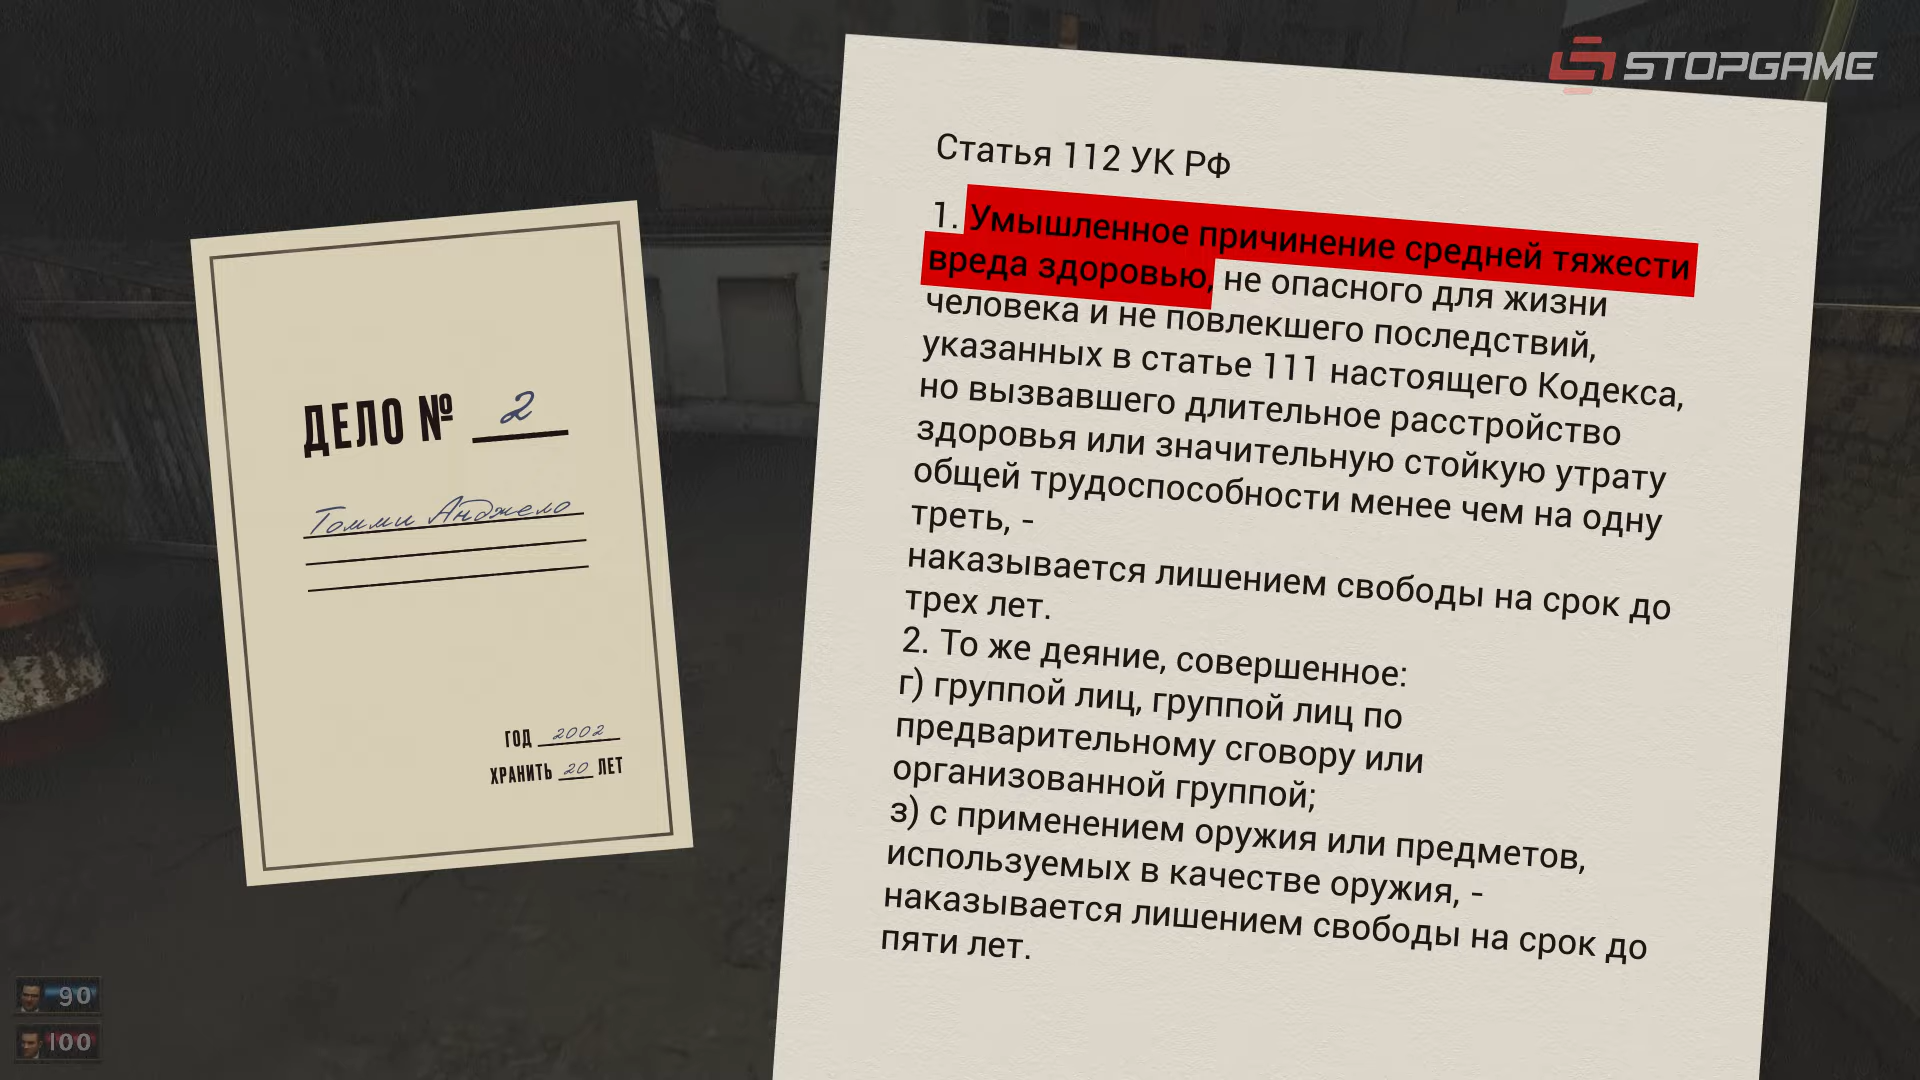 STOPGAME
ДЕЛО № 2
Томми Анджело
ГОД 2002
ХРАНИТЬ 20 ЛЕТ
Статья 112 УК РФ
1. Умышленное причинение средней тяжести
вреда здоровью, не опасного для жизни
человека и не повлекшего последствий,
указанных в статье 111 настоящего Кодекса,
но вызвавшего длительное расстройство
здоровья или значительную стойкую утрату
общей трудоспособности менее чем на одну
треть, -
наказывается лишением свободы на срок до
трех лет.
2. То же деяние, совершенное:
г) группой лиц, группой лиц по
предварительному сговору или
организованной группой;
з) с применением оружия или предметов,
используемых в качестве оружия, -
наказывается лишением свободы на срок до
пяти лет.
90
100